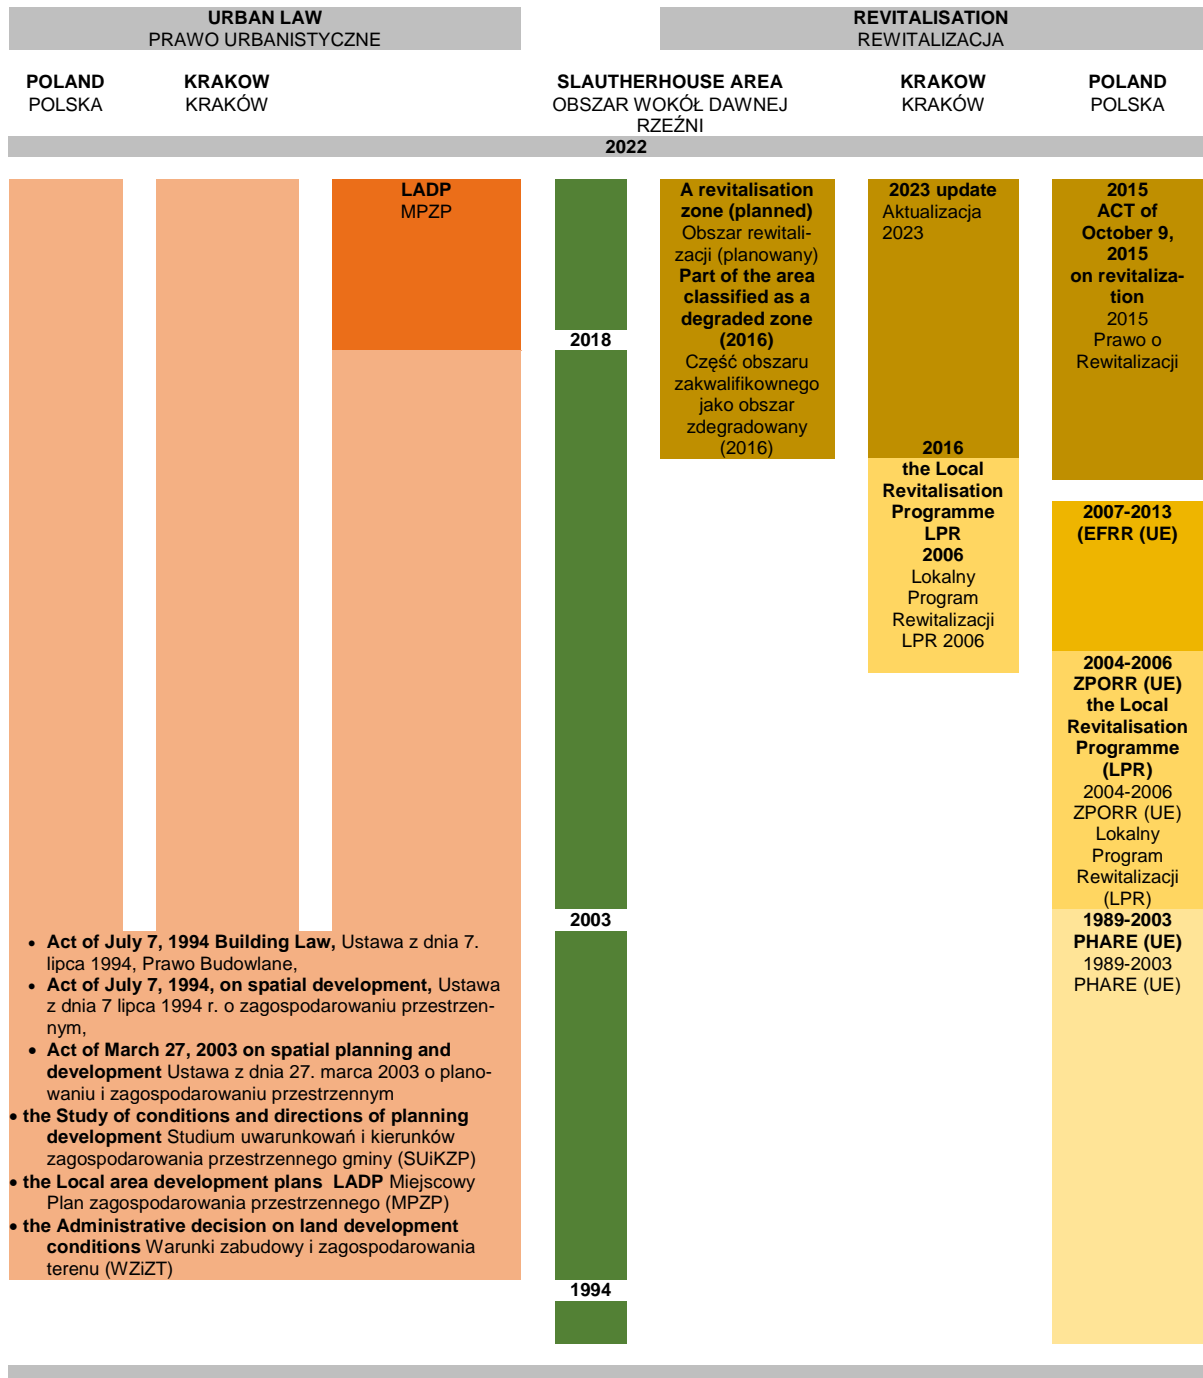 URBAN LAW
PRAWO URBANISTYCZNE
REVITALISATION
REWITALIZACJA
POLAND
POLSKA
KRAKOW
KRAKÓW
SLAUTHERHOUSE AREA
OBSZAR WOKÓŁ DAWNEJ
RZEŹNI
KRAKOW
KRAKÓW
POLAND
POLSKA
2022
LADP
MPZP
2018
2003
1994
A revitalisation
zone (planned)
Obszar rewitali-
zacji (planowany)
Part of the area
classified as a
degraded zone
(2016)
Część obszaru
zakwalifikownego
jako obszar
zdegradowany
(2016)
2023 update
Aktualizacja
2023
2016
the Local
Revitalisation
Programme
LPR
2006
Lokalny
Program
Rewitalizacji
LPR 2006
2015
ACT of
October 9,
2015
on revitaliza-
tion
2015
Prawo o
Rewitalizacji
2007-2013
(EFRR (UE)
2004-2006
ZPORR (UE)
the Local
Revitalisation
Programme
(LPR)
2004-2006
ZPORR (UE)
Lokalny
Program
Rewitalizacji
(LPR)
1989-2003
PHARE (UE)
1989-2003
PHARE (UE)
• Act of July 7, 1994 Building Law, Ustawa z dnia 7.
lipca 1994, Prawo Budowlane,
• Act of July 7, 1994, on spatial development, Ustawa
z dnia 7 lipca 1994 r. o zagospodarowaniu przestrzen-
nym,
• Act of March 27, 2003 on spatial planning and
development Ustawa z dnia 27. marca 2003 o plano-
waniu i zagospodarowaniu przestrzennym
• the Study of conditions and directions of planning
development Studium uwarunkowań i kierunków
zagospodarowania przestrzennego gminy (SUiKZP)
• the Local area development plans LADP Miejscowy
Plan zagospodarowania przestrzennego (MPZP)
• the Administrative decision on land development
conditions Warunki zabudowy i zagospodarowania
terenu (WZiZT)